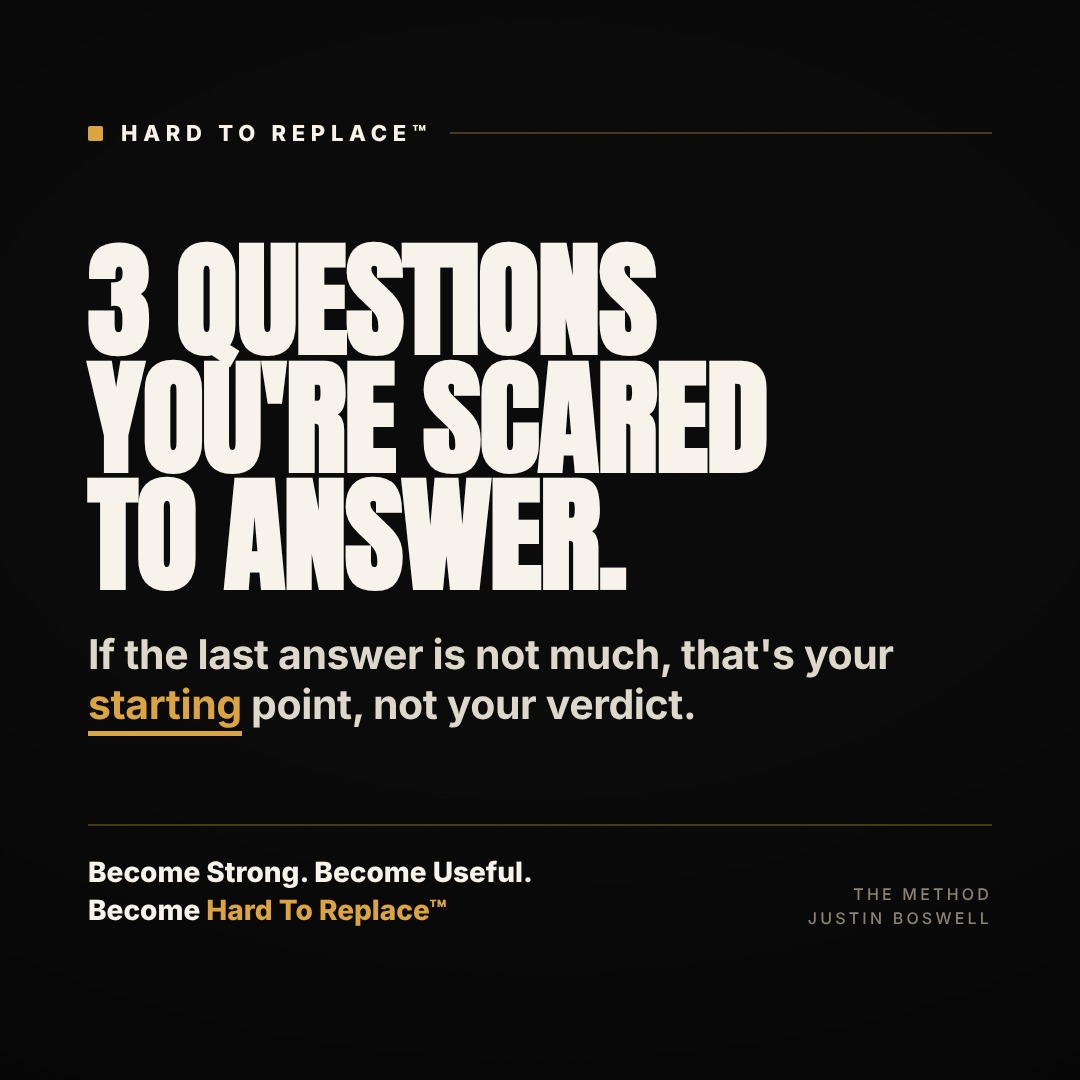 HARD TO REPLACE™
3 QUESTIONS
YOU'RE SCARED
TO ANSWER.
If the last answer is not much, that's your
starting point, not your verdict.
Become Strong. Become Useful.
Become Hard To Replace™
THE METHOD
JUSTIN BOSWELL